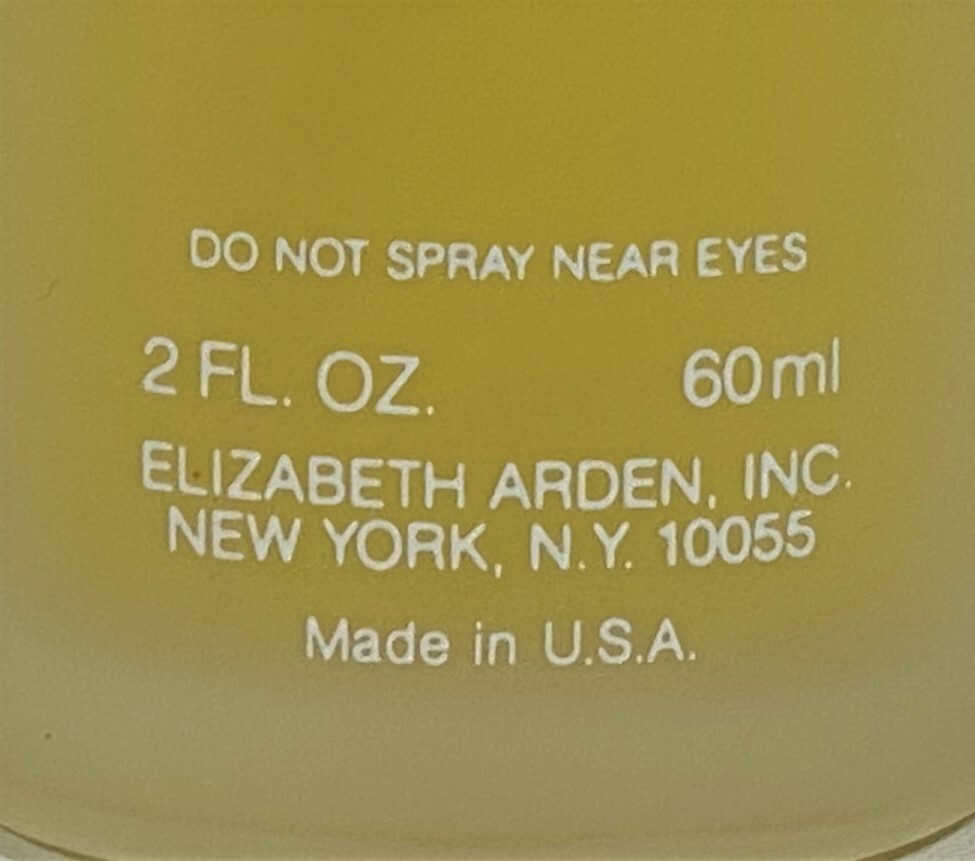 DO NOT SPRAY NEAR EYES
2 FL. OZ. 60ml
ELIZABETH ARDEN, INC.
NEW YORK, N.Y. 10055
Made in U.S.A.